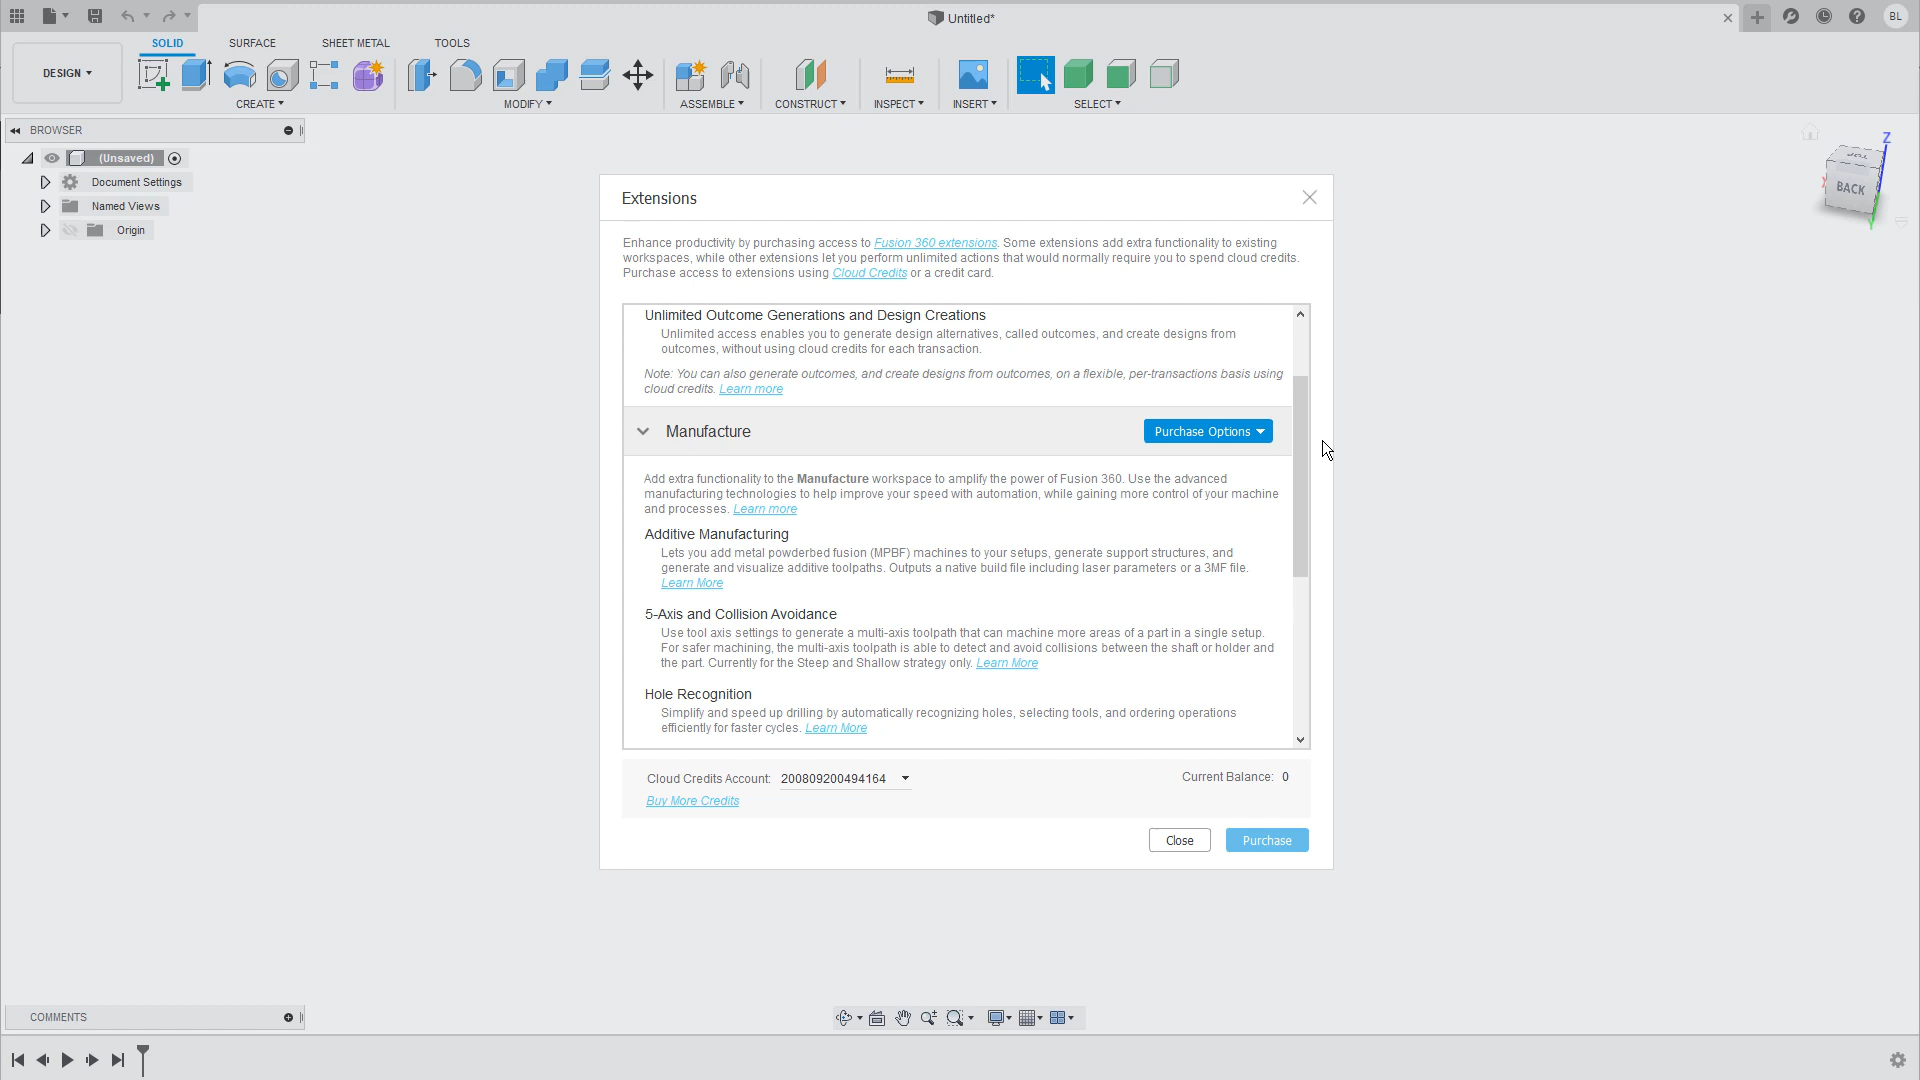 Untitled*
BL
DESIGN
SOLID
SURFACE
SHEET METAL
TOOLS
CREATE
MODIFY
ASSEMBLE
CONSTRUCT
INSPECT
INSERT
SELECT
BROWSER
(Unsaved)
Document Settings
Named Views
Origin
Z
TOP
BACK
X
Y
Extensions
Enhance productivity by purchasing access to Fusion 360 extensions. Some extensions add extra functionality to existing
workspaces, while other extensions let you perform unlimited actions that would normally require you to spend cloud credits.
Purchase access to extensions using Cloud Credits or a credit card.
Unlimited Outcome Generations and Design Creations
Unlimited access enables you to generate design alternatives, called outcomes, and create designs from
outcomes, without using cloud credits for each transaction.
Note: You can also generate outcomes, and create designs from outcomes, on a flexible, per-transactions basis using
cloud credits. Learn more
Manufacture
Purchase Options
Add extra functionality to the Manufacture workspace to amplify the power of Fusion 360. Use the advanced
manufacturing technologies to help improve your speed with automation, while gaining more control of your machine
and processes. Learn more
Additive Manufacturing
Lets you add metal powderbed fusion (MPBF) machines to your setups, generate support structures, and
generate and visualize additive toolpaths. Outputs a native build file including laser parameters or a 3MF file.
Learn More
5-Axis and Collision Avoidance
Use tool axis settings to generate a multi-axis toolpath that can machine more areas of a part in a single setup.
For safer machining, the multi-axis toolpath is able to detect and avoid collisions between the shaft or holder and
the part. Currently for the Steep and Shallow strategy only. Learn More
Hole Recognition
Simplify and speed up drilling by automatically recognizing holes, selecting tools, and ordering operations
efficiently for faster cycles. Learn More
Cloud Credits Account: 200809200494164
Current Balance: 0
Buy More Credits
Close
Purchase
COMMENTS